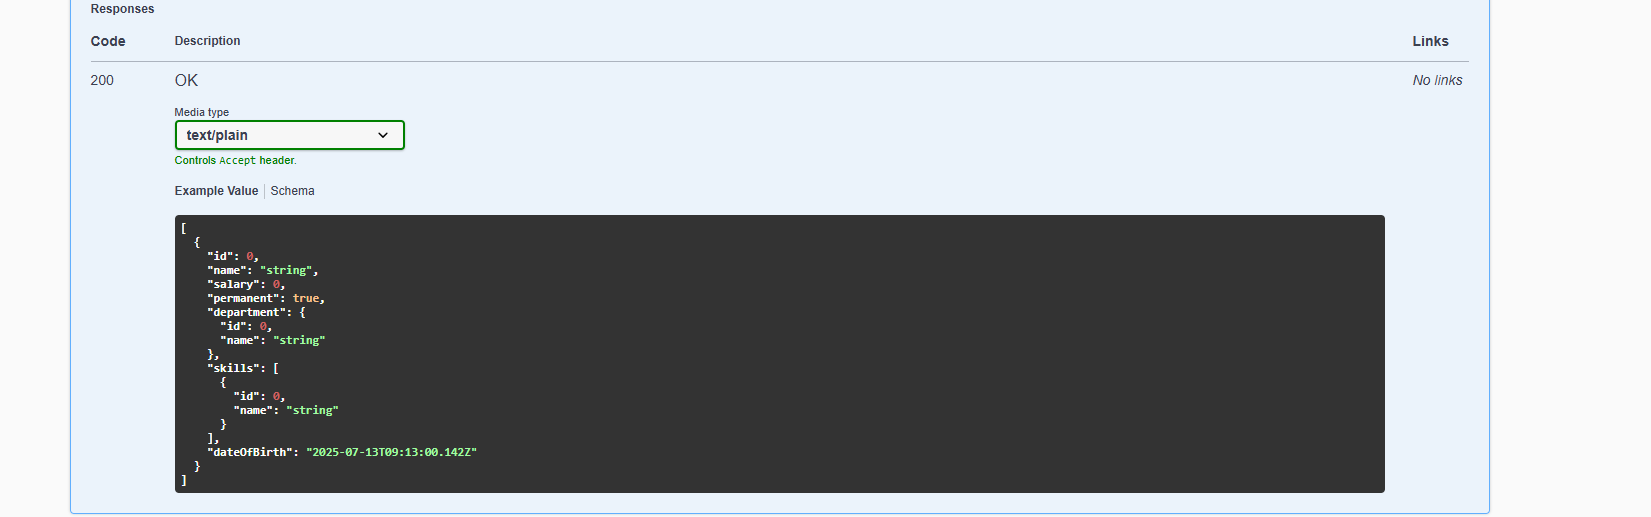 Responses
Code Description Links
200 OK No links
Media type
text/plain
Controls Accept header.
Example Value Schema
[
  {
    "id": 0,
    "name": "string",
    "salary": 0,
    "permanent": true,
    "department": {
      "id": 0,
      "name": "string"
    },
    "skills": [
      {
        "id": 0,
        "name": "string"
      }
    ],
    "dateOfBirth": "2025-07-13T09:13:00.142Z"
  }
]